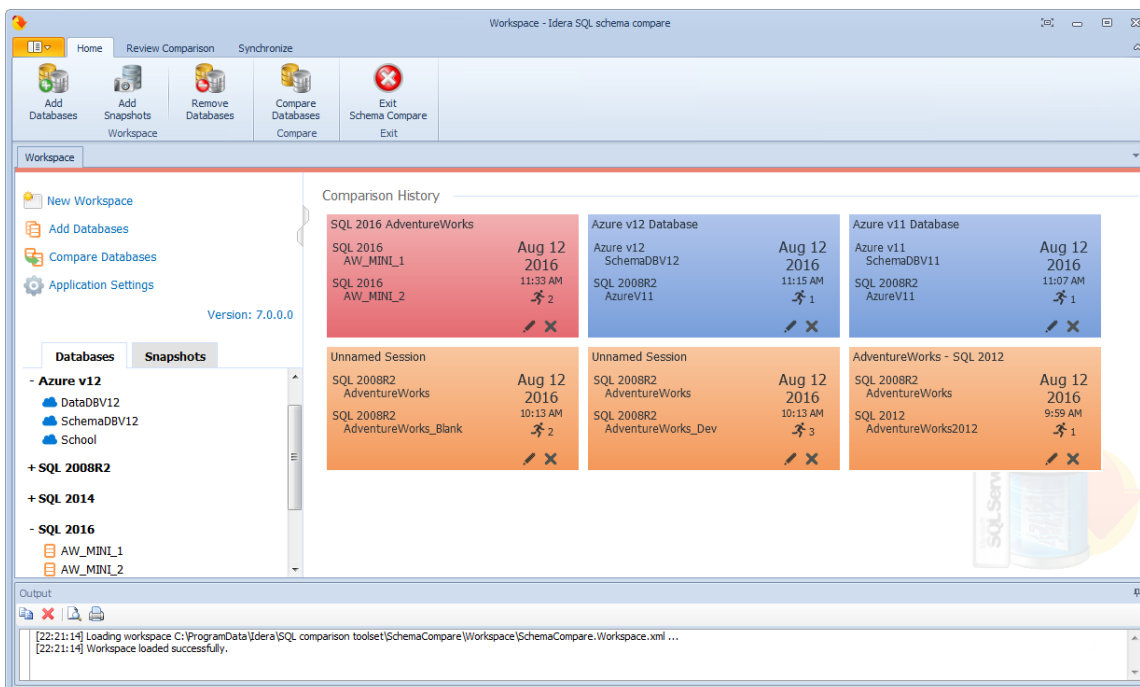 Workspace - Idera SQL schema compare
Home Review Comparison Synchronize
Add Databases
Add Snapshots
Remove Databases
Compare Databases
Exit Schema Compare
Workspace Compare Exit
Workspace
New Workspace
Add Databases
Compare Databases
Application Settings
Version: 7.0.0.0
Databases Snapshots
- Azure v12
DataDBV12
SchemaDBV12
School
+ SQL 2008R2
+ SQL 2014
- SQL 2016
AW_MINI_1
AW_MINI_2
Comparison History
SQL 2016 AdventureWorks
SQL 2016
AW_MINI_1
SQL 2016
AW_MINI_2
Aug 12
2016
11:33 AM
2
Azure v12 Database
Azure v12
SchemaDBV12
SQL 2008R2
AzureV11
Aug 12
2016
11:15 AM
1
Azure v11 Database
Azure v11
SchemaDBV11
SQL 2008R2
AzureV11
Aug 12
2016
11:07 AM
1
Unnamed Session
SQL 2008R2
AdventureWorks
SQL 2008R2
AdventureWorks_Blank
Aug 12
2016
10:13 AM
2
Unnamed Session
SQL 2008R2
AdventureWorks
SQL 2008R2
AdventureWorks_Dev
Aug 12
2016
10:13 AM
3
AdventureWorks - SQL 2012
SQL 2008R2
AdventureWorks
SQL 2012
AdventureWorks2012
Aug 12
2016
9:59 AM
1
SQL Serv
Output
[22:21:14] Loading workspace C:\ProgramData\Idera\SQL comparison toolset\SchemaCompare\Workspace\SchemaCompare.Workspace.xml ...
[22:21:14] Workspace loaded successfully.